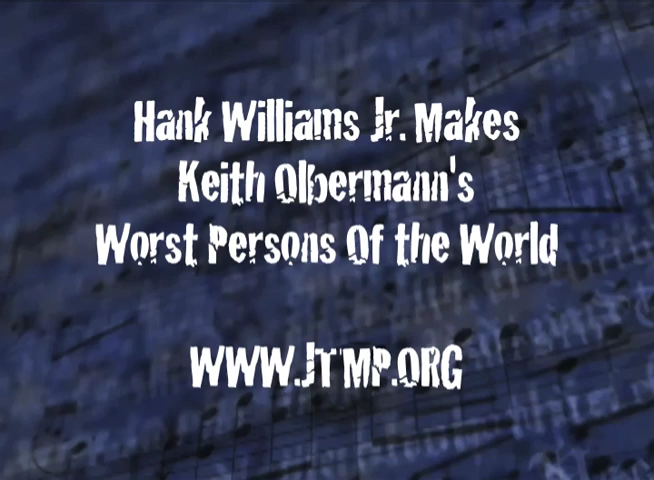 Hank Williams Jr. Makes
Keith Olbermann's
Worst Persons Of the World
WWW.JTMP.ORG